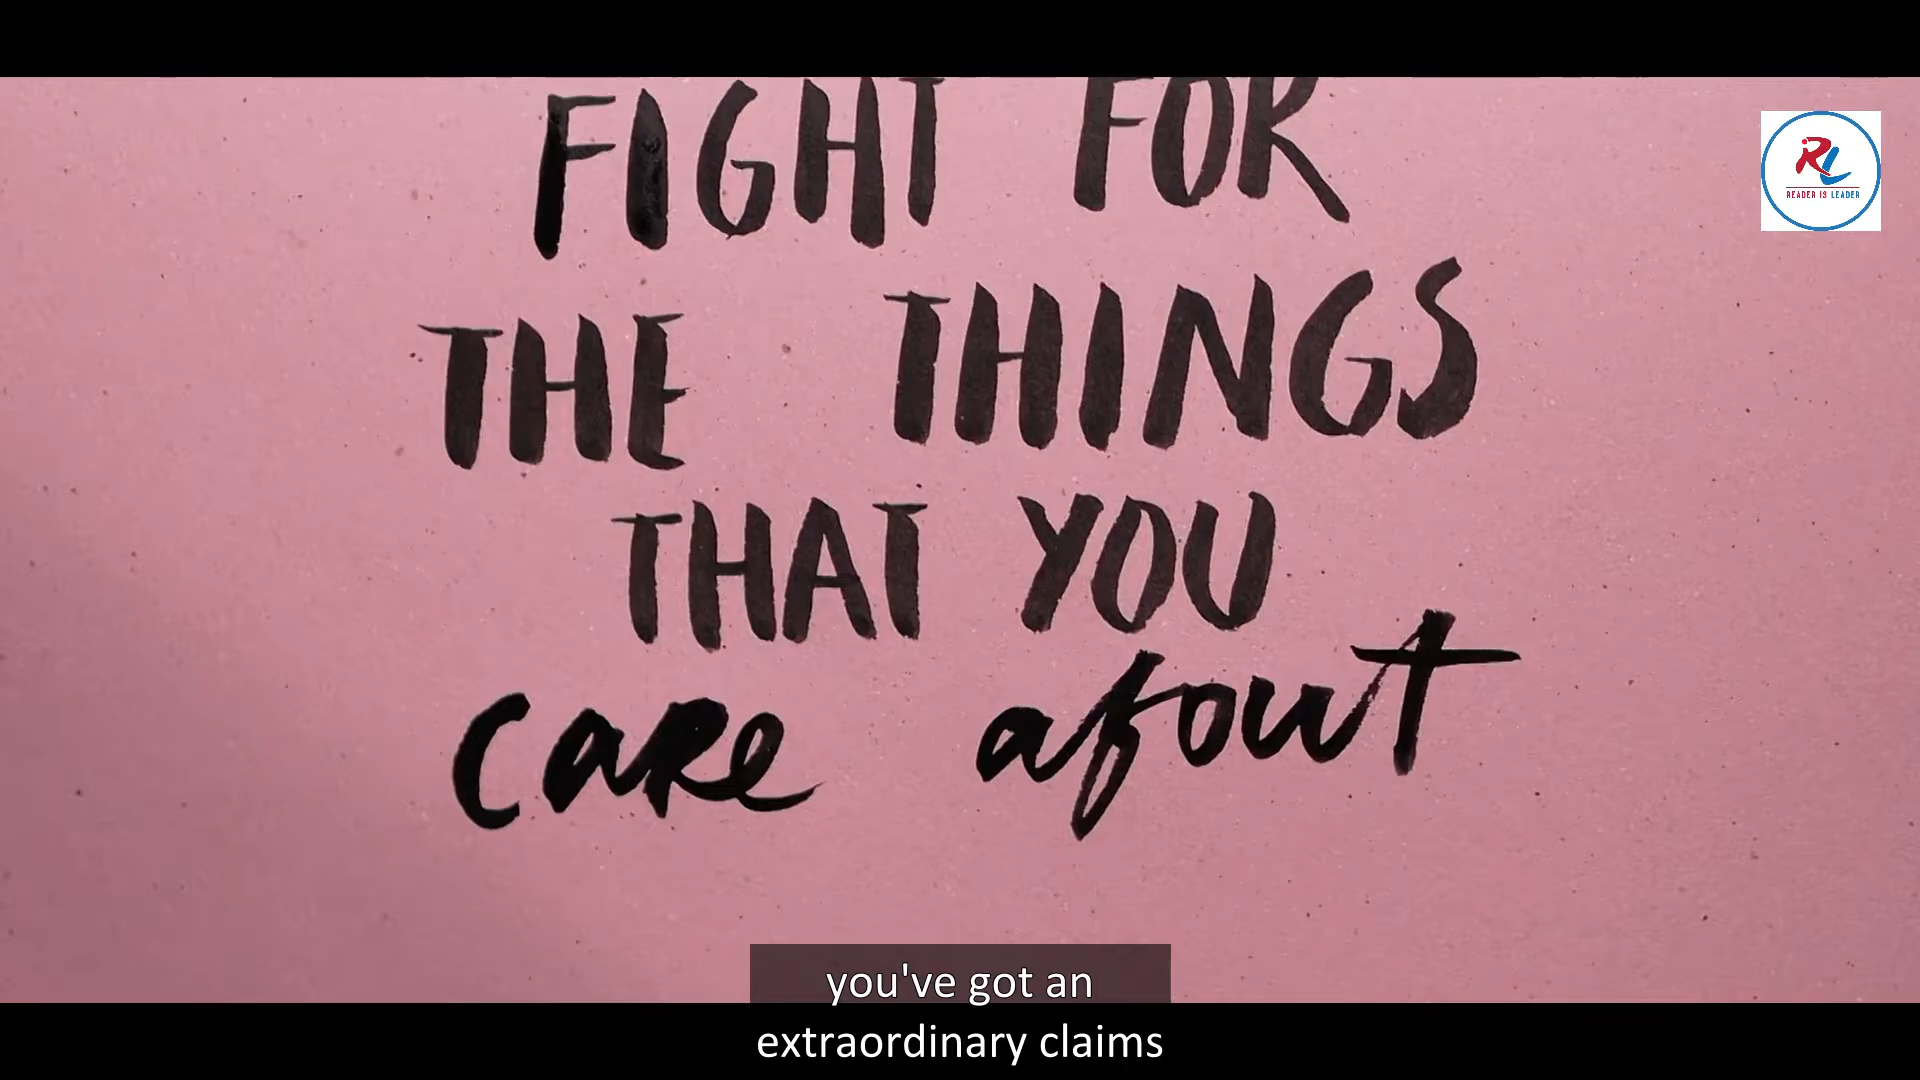 FIGHT FOR
THE THINGS
THAT YOU
care about
RL
READER IS LEADER
you've got an
extraordinary claims